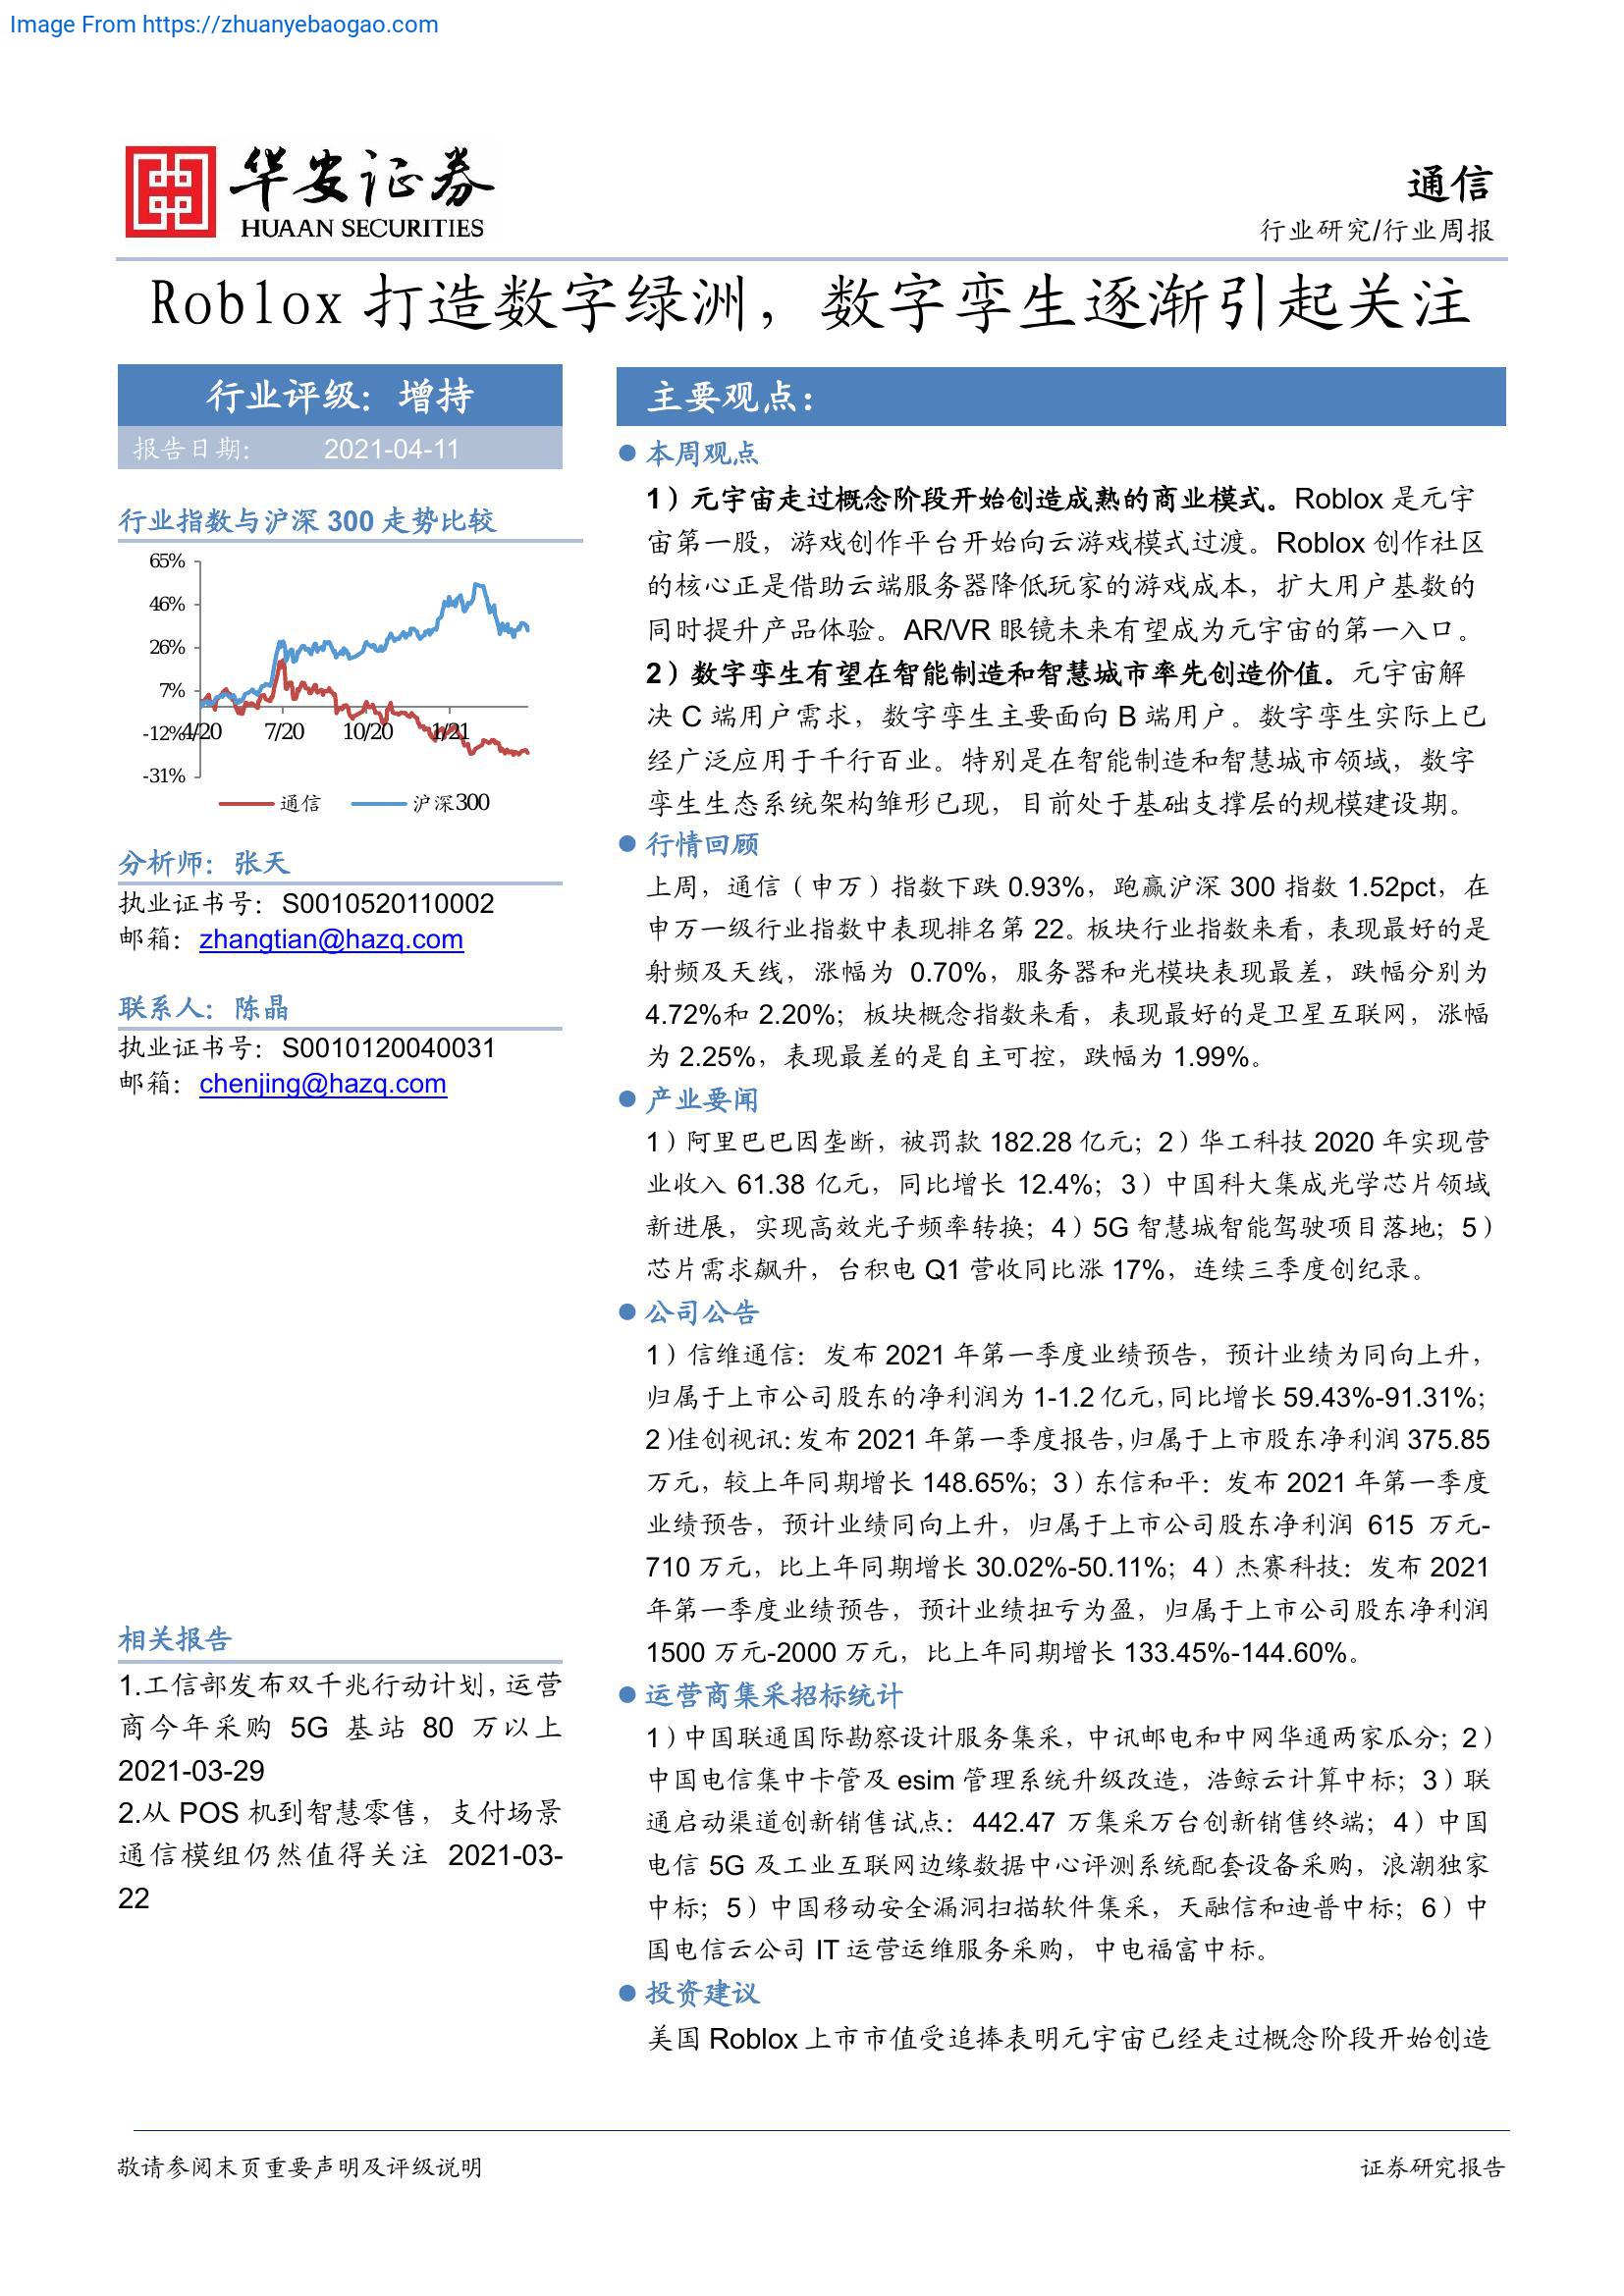 Image From https://zhuanyebaogao.com
华安证券
HUAAN SECURITIES
通信
行业研究/行业周报
Roblox 打造数字绿洲，数字孪生逐渐引起关注
行业评级：增持
报告日期： 2021-04-11
行业指数与沪深 300 走势比较
65%
46%
26%
7%
-12%
-31%
4/20 7/20 10/20 1/21
通信 沪深300
分析师：张天
执业证书号：S0010520110002
邮箱：zhangtian@hazq.com
联系人：陈晶
执业证书号：S0010120040031
邮箱：chenjing@hazq.com
相关报告
1.工信部发布双千兆行动计划，运营
商今年采购 5G 基站 80 万以上
2021-03-29
2.从 POS 机到智慧零售，支付场景
通信模组仍然值得关注 2021-03-
22
主要观点：
本周观点
1）元宇宙走过概念阶段开始创造成熟的商业模式。Roblox 是元宇
宙第一股，游戏创作平台开始向云游戏模式过渡。Roblox 创作社区
的核心正是借助云端服务器降低玩家的游戏成本，扩大用户基数的
同时提升产品体验。AR/VR 眼镜未来有望成为元宇宙的第一入口。
2）数字孪生有望在智能制造和智慧城市率先创造价值。元宇宙解
决 C 端用户需求，数字孪生主要面向 B 端用户。数字孪生实际上已
经广泛应用于千行百业。特别是在智能制造和智慧城市领域，数字
孪生生态系统架构雏形已现，目前处于基础支撑层的规模建设期。
行情回顾
上周，通信（申万）指数下跌 0.93%，跑赢沪深 300 指数 1.52pct，在
申万一级行业指数中表现排名第 22。板块行业指数来看，表现最好的是
射频及天线，涨幅为 0.70%，服务器和光模块表现最差，跌幅分别为
4.72%和 2.20%；板块概念指数来看，表现最好的是卫星互联网，涨幅
为 2.25%，表现最差的是自主可控，跌幅为 1.99%。
产业要闻
1）阿里巴巴因垄断，被罚款 182.28 亿元；2）华工科技 2020 年实现营
业收入 61.38 亿元，同比增长 12.4%；3）中国科大集成光学芯片领域
新进展，实现高效光子频率转换；4）5G 智慧城智能驾驶项目落地；5）
芯片需求飙升，台积电 Q1 营收同比涨 17%，连续三季度创纪录。
公司公告
1）信维通信：发布 2021 年第一季度业绩预告，预计业绩为同向上升，
归属于上市公司股东的净利润为 1-1.2 亿元，同比增长 59.43%-91.31%；
2）佳创视讯：发布 2021 年第一季度报告，归属于上市股东净利润 375.85
万元，较上年同期增长 148.65%；3）东信和平：发布 2021 年第一季度
业绩预告，预计业绩同向上升，归属于上市公司股东净利润 615 万元-
710 万元，比上年同期增长 30.02%-50.11%；4）杰赛科技：发布 2021
年第一季度业绩预告，预计业绩扭亏为盈，归属于上市公司股东净利润
1500 万元-2000 万元，比上年同期增长 133.45%-144.60%。
运营商集采招标统计
1）中国联通国际勘察设计服务集采，中讯邮电和中网华通两家瓜分；2）
中国电信集中卡管及 esim 管理系统升级改造，浩鲸云计算中标；3）联
通启动渠道创新销售试点：442.47 万集采万台创新销售终端；4）中国
电信 5G 及工业互联网边缘数据中心评测系统配套设备采购，浪潮独家
中标；5）中国移动安全漏洞扫描软件集采，天融信和迪普中标；6）中
国电信云公司 IT 运营运维服务采购，中电福富中标。
投资建议
美国 Roblox 上市市值受追捧表明元宇宙已经走过概念阶段开始创造
敬请参阅末页重要声明及评级说明
证券研究报告